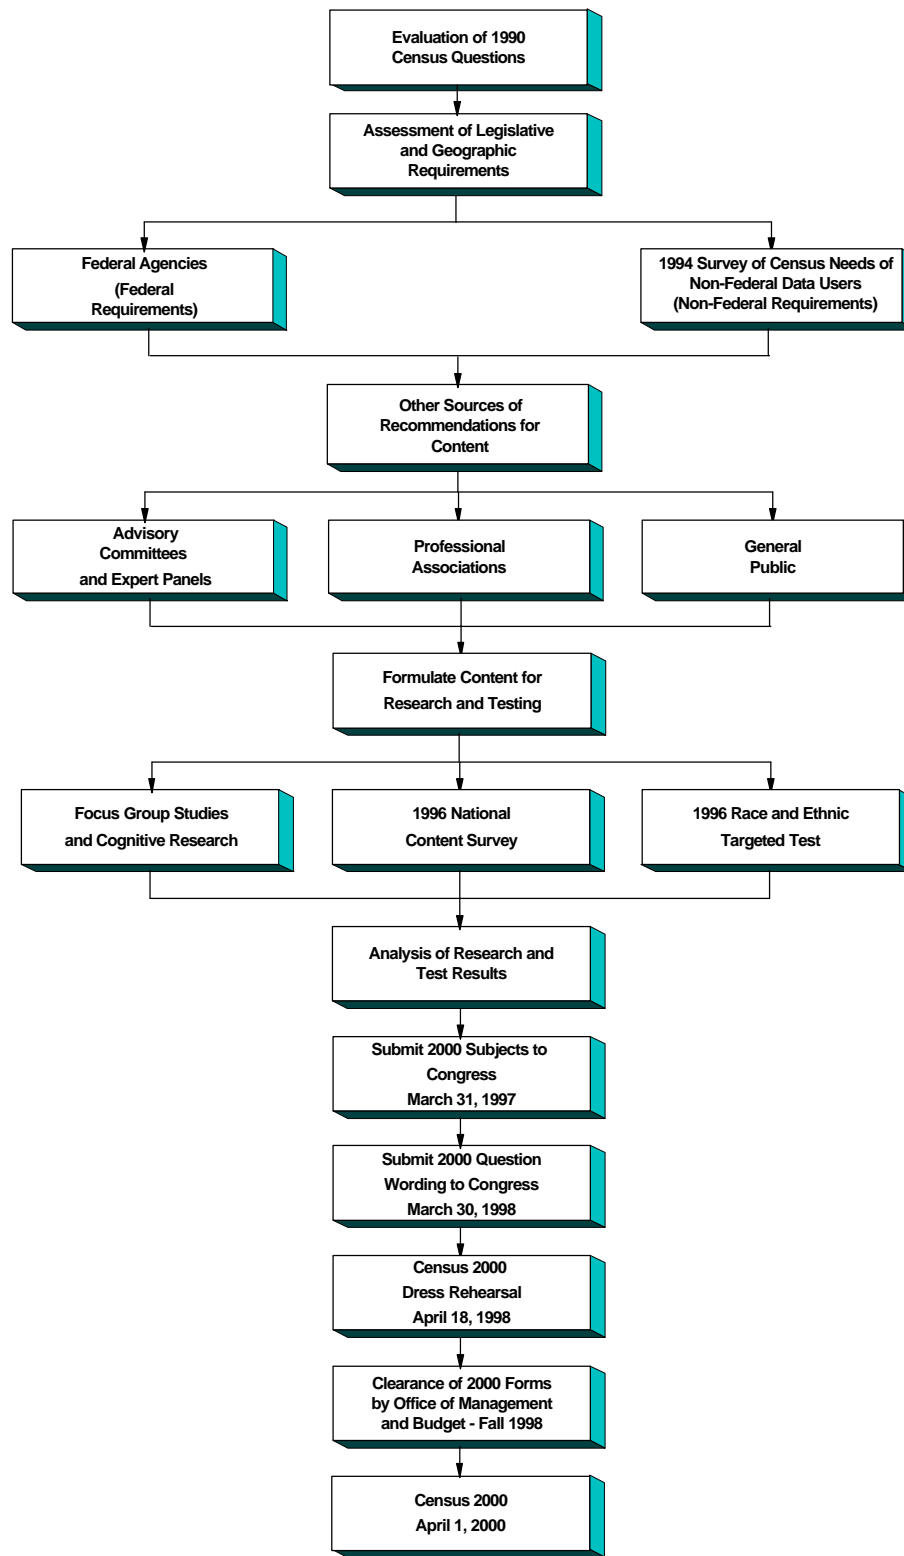 Evaluation of 1990
Census Questions
Assessment of Legislative
and Geographic
Requirements
Federal Agencies
(Federal
Requirements)
1994 Survey of Census Needs of
Non-Federal Data Users
(Non-Federal Requirements)
Other Sources of
Recommendations for
Content
Advisory
Committees
and Expert Panels
Professional
Associations
General
Public
Formulate Content for
Research and Testing
Focus Group Studies
and Cognitive Research
1996 National
Content Survey
1996 Race and Ethnic
Targeted Test
Analysis of Research and
Test Results
Submit 2000 Subjects to
Congress
March 31, 1997
Submit 2000 Question
Wording to Congress
March 30, 1998
Census 2000
Dress Rehearsal
April 18, 1998
Clearance of 2000 Forms
by Office of Management
and Budget - Fall 1998
Census 2000
April 1, 2000